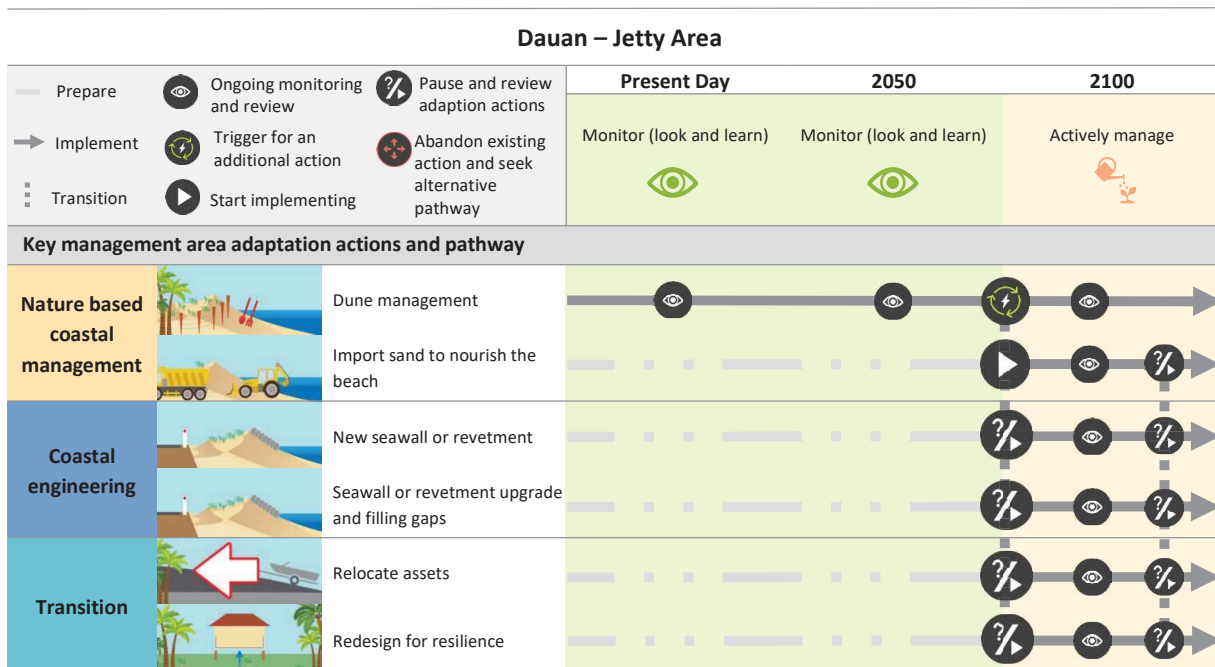 Dauan – Jetty Area
Prepare
Implement
Transition
Ongoing monitoring
and review
Trigger for an
additional action
Start implementing
Pause and review
adaption actions
Abandon existing
action and seek
alternative
pathway
Present Day
2050
2100
Monitor (look and learn)
Monitor (look and learn)
Actively manage
Key management area adaptation actions and pathway
Nature based
coastal
management
Dune management
Import sand to nourish the
beach
Coastal
engineering
New seawall or revetment
Seawall or revetment upgrade
and filling gaps
Transition
Relocate assets
Redesign for resilience